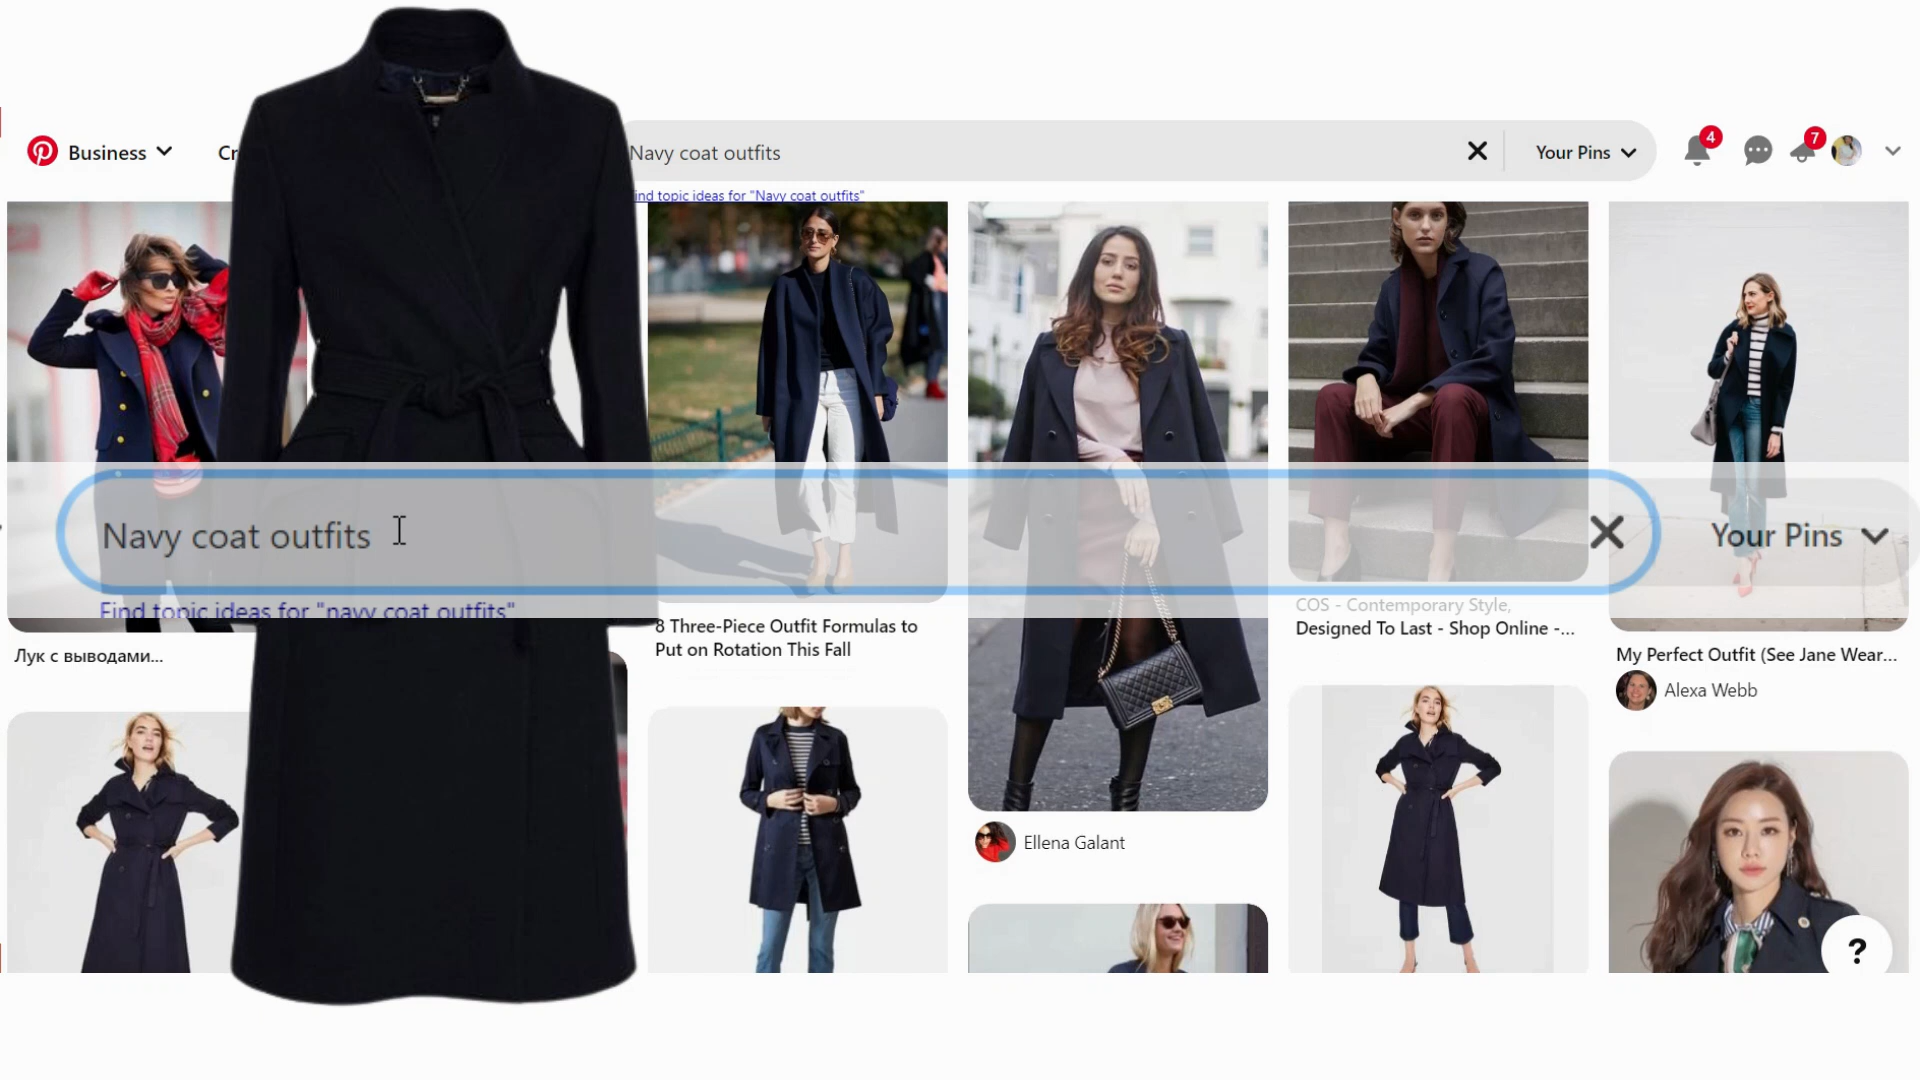 Business
Cr
Navy coat outfits
Your Pins
4
7
ind topic ideas for "Navy coat outfits"
Navy coat outfits
Your Pins
Find topic ideas for "navy coat outfits"
Лук с выводами...
8 Three-Piece Outfit Formulas to
Put on Rotation This Fall
COS - Contemporary Style,
Designed To Last - Shop Online -...
My Perfect Outfit (See Jane Wear...
Alexa Webb
Ellena Galant
?